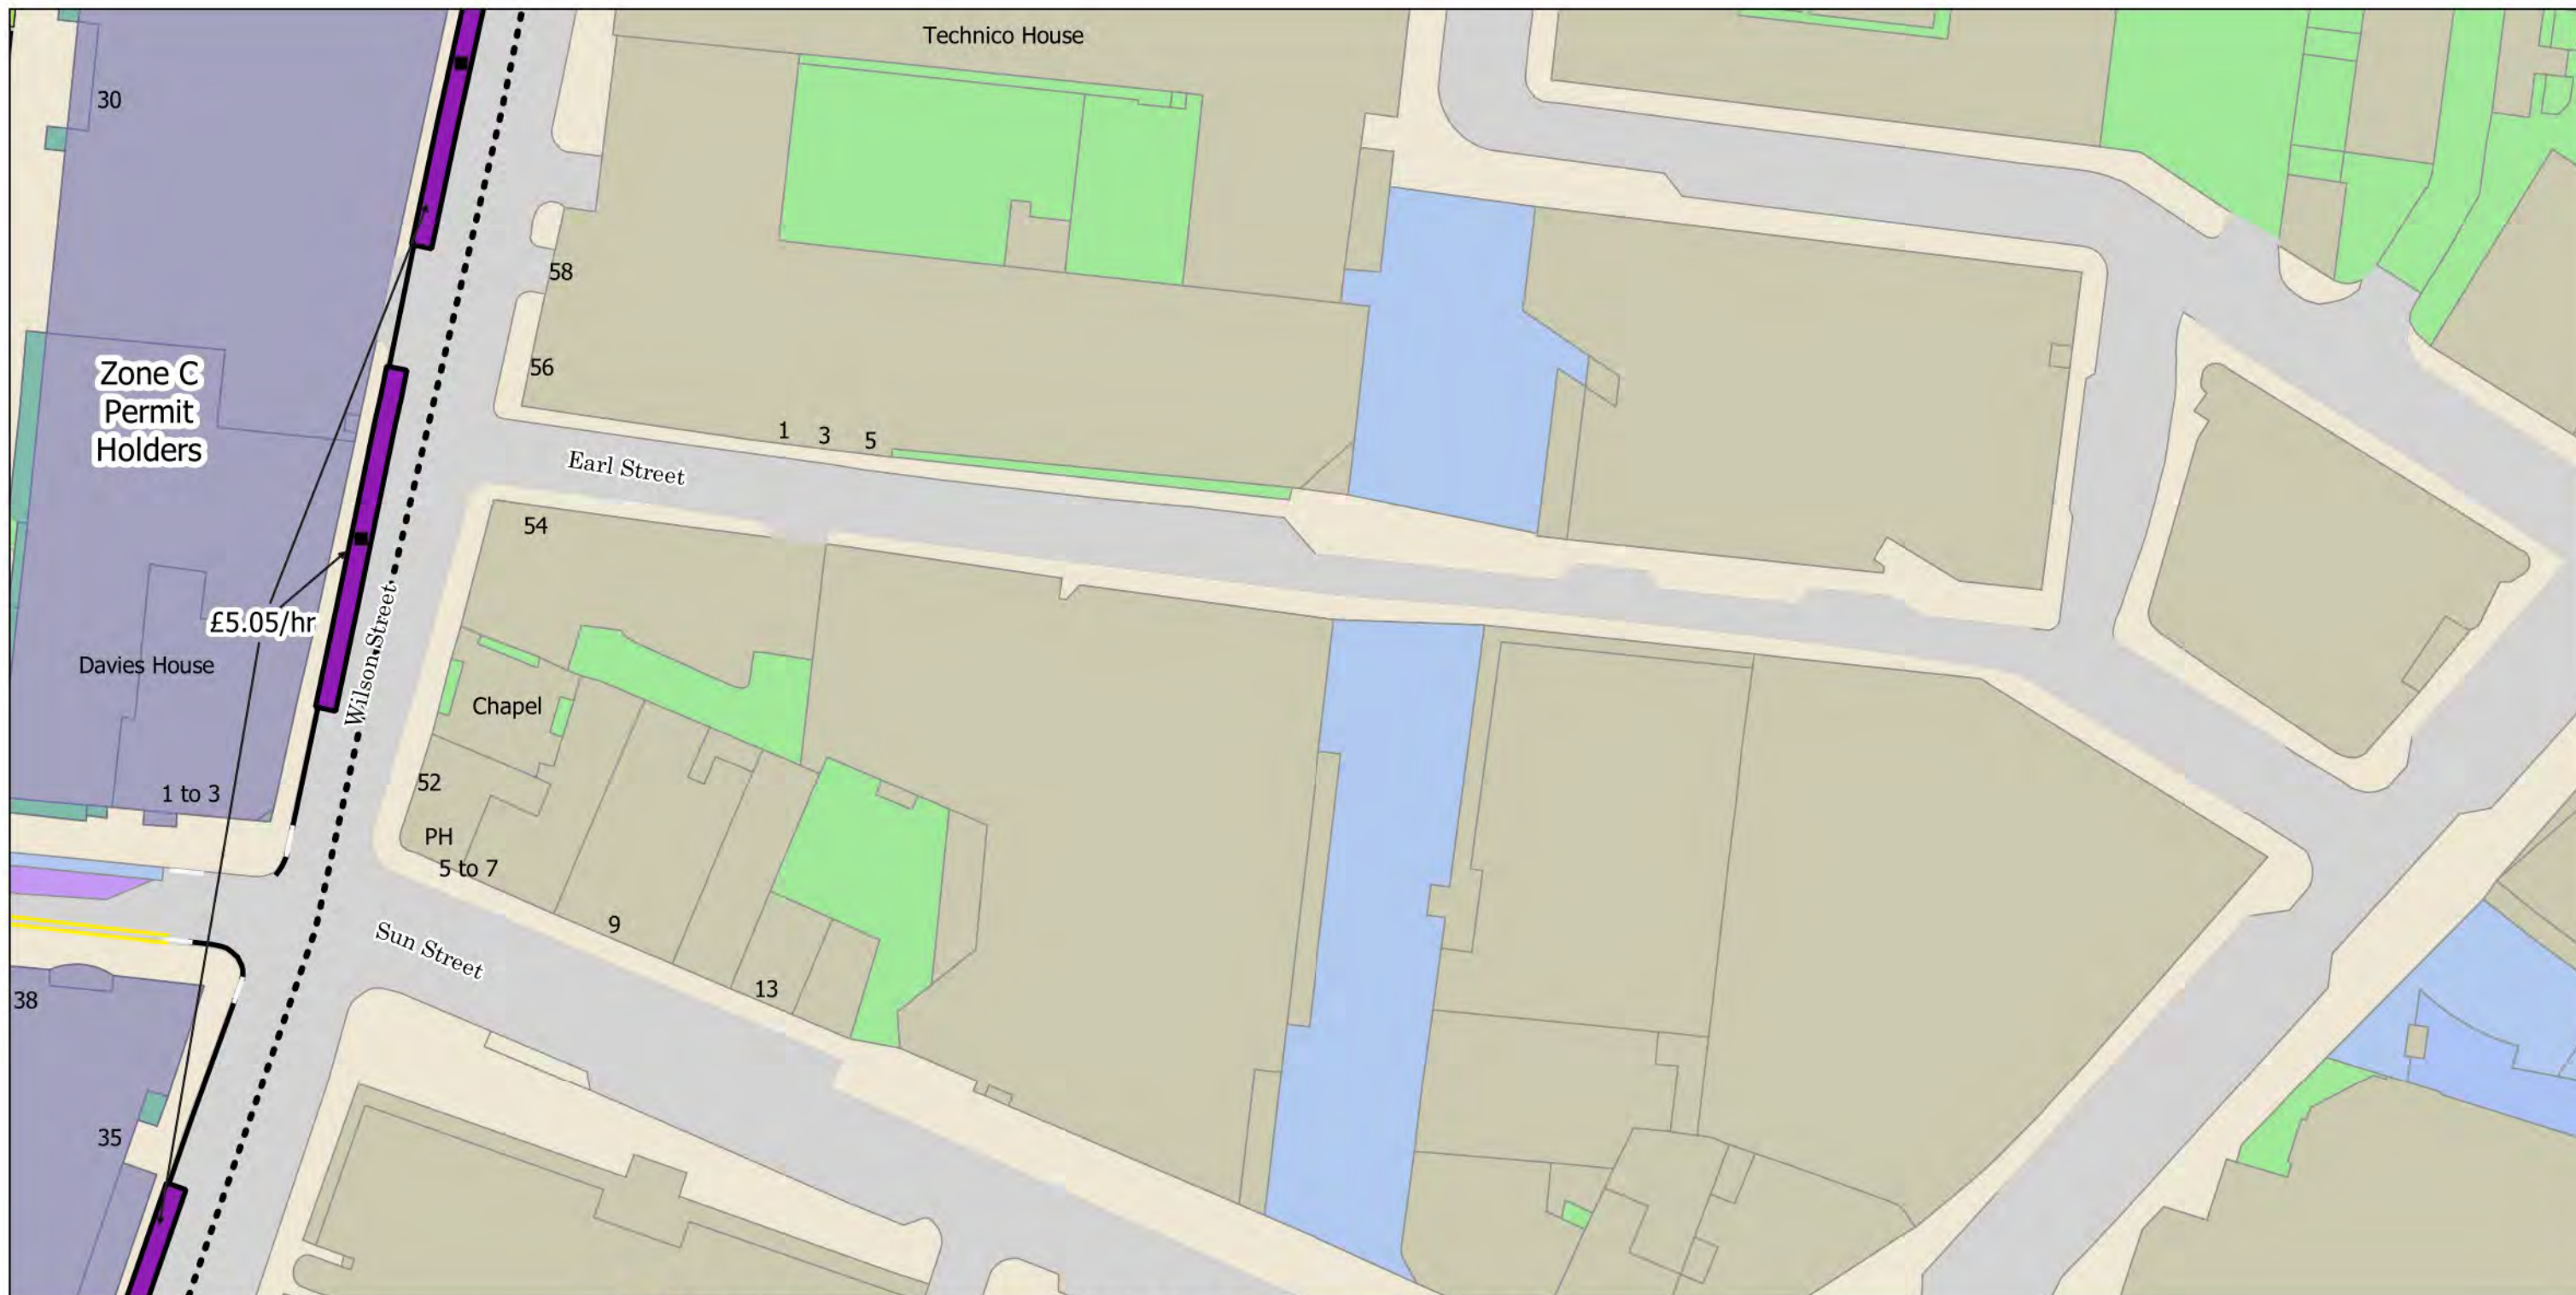 Technico House
30
58
Zone C
Permit
Holders
56
1 3 5
Earl Street
54
£5.05/hr
Wilson Street
Davies House
Chapel
52
1 to 3
PH
5 to 7
9
Sun Street
13
38
35